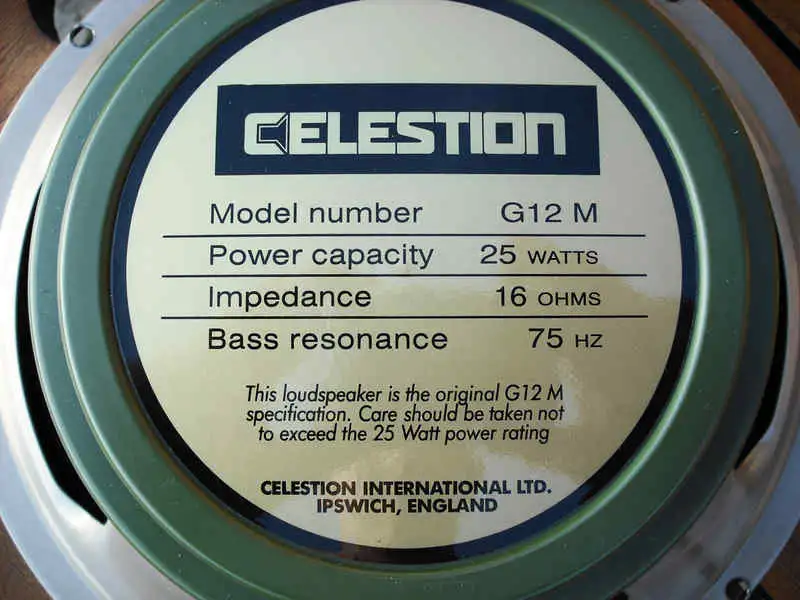 CELESTION
Model number G12 M
Power capacity 25 WATTS
Impedance 16 OHMS
Bass resonance 75 HZ
This loudspeaker is the original G12 M
specification. Care should be taken not
to exceed the 25 Watt power rating
CELESTION INTERNATIONAL LTD.
IPSWICH, ENGLAND